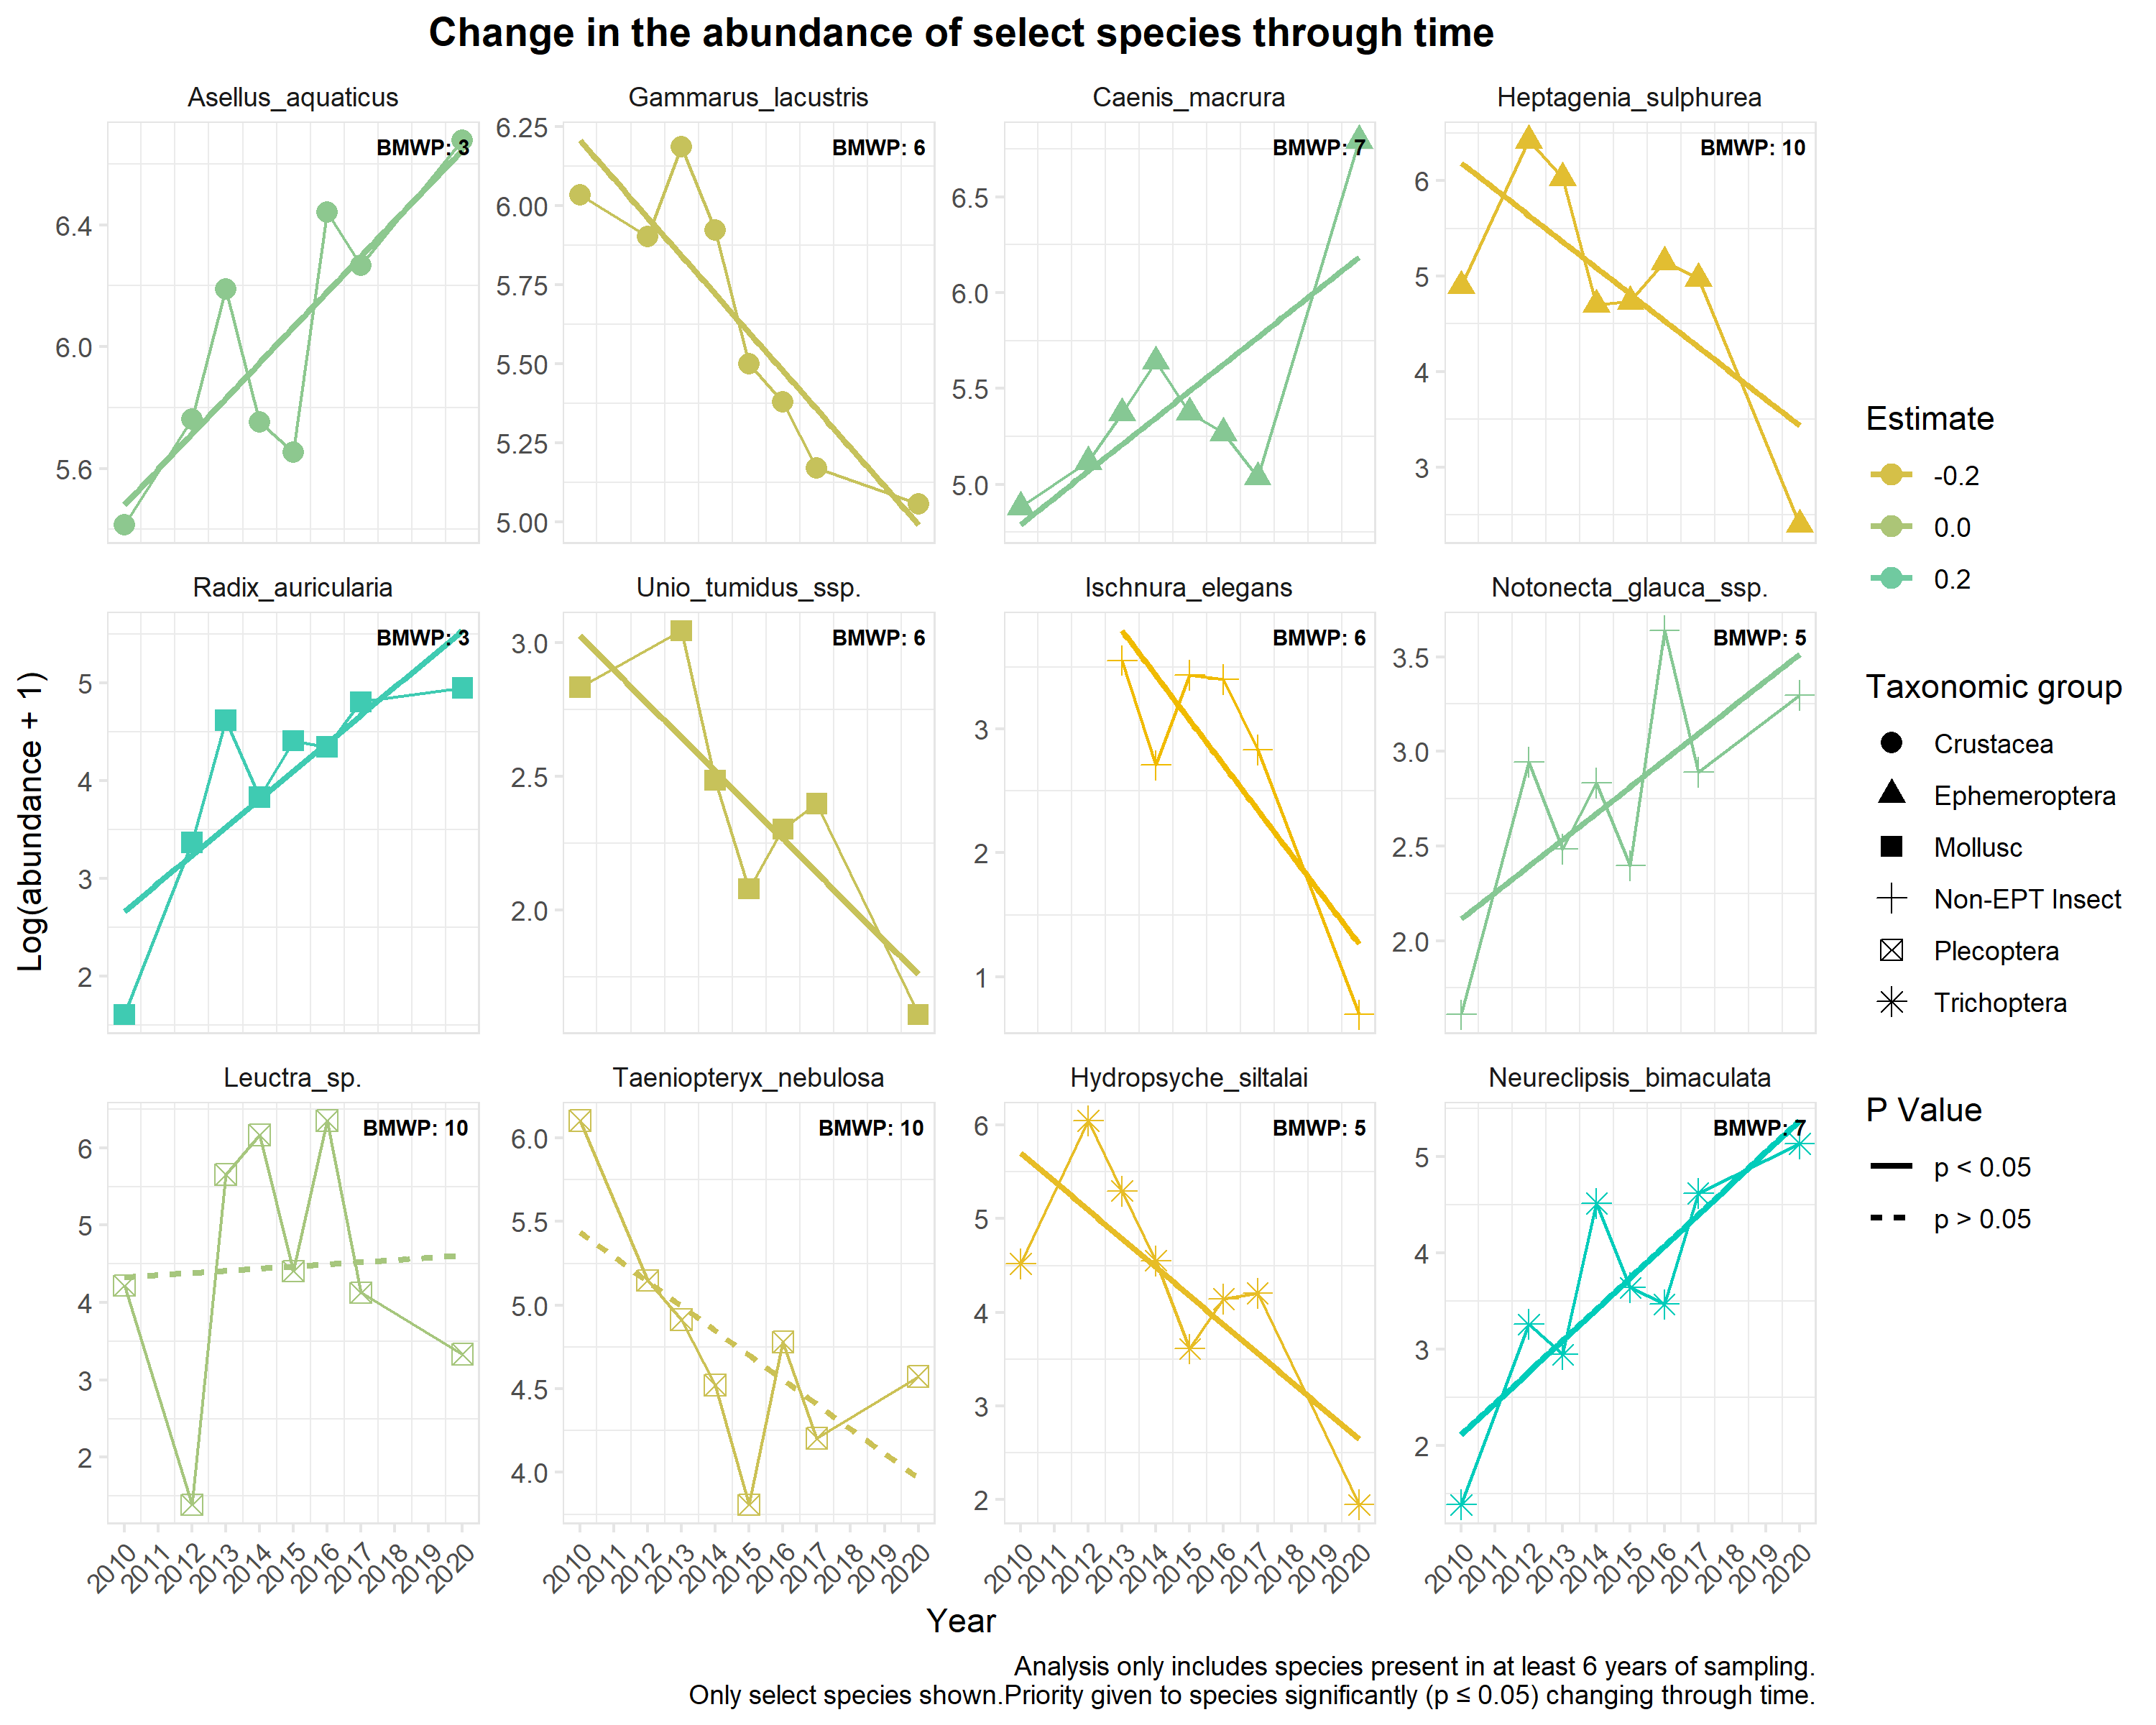 Change in the abundance of select species through time
Asellus_aquaticus
Gammarus_lacustris
Caenis_macrura
Heptagenia_sulphurea
BMWP: 3
BMWP: 6
BMWP: 7
BMWP: 10
6.4
6.0
5.6
6.25
6.00
5.75
5.50
5.25
5.00
6.5
6.0
5.5
5.0
6
5
4
3
Radix_auricularia
Unio_tumidus_ssp.
Ischnura_elegans
Notonecta_glauca_ssp.
BMWP: 3
BMWP: 6
BMWP: 6
BMWP: 5
5
4
3
2
3.0
2.5
2.0
3
2
1
3.5
3.0
2.5
2.0
Log(abundance + 1)
Leuctra_sp.
Taeniopteryx_nebulosa
Hydropsyche_siltalai
Neureclipsis_bimaculata
BMWP: 10
BMWP: 10
BMWP: 5
BMWP: 7
6
5
4
3
2
6.0
5.5
5.0
4.5
4.0
6
5
4
3
2
5
4
3
2
2010 2011 2012 2013 2014 2015 2016 2017 2018 2019 2020
2010 2011 2012 2013 2014 2015 2016 2017 2018 2019 2020
2010 2011 2012 2013 2014 2015 2016 2017 2018 2019 2020
2010 2011 2012 2013 2014 2015 2016 2017 2018 2019 2020
Year
Estimate
-0.2
0.0
0.2
Taxonomic group
Crustacea
Ephemeroptera
Mollusc
Non-EPT Insect
Plecoptera
Trichoptera
P Value
p < 0.05
p > 0.05
Analysis only includes species present in at least 6 years of sampling.
Only select species shown.Priority given to species significantly (p ≤ 0.05) changing through time.